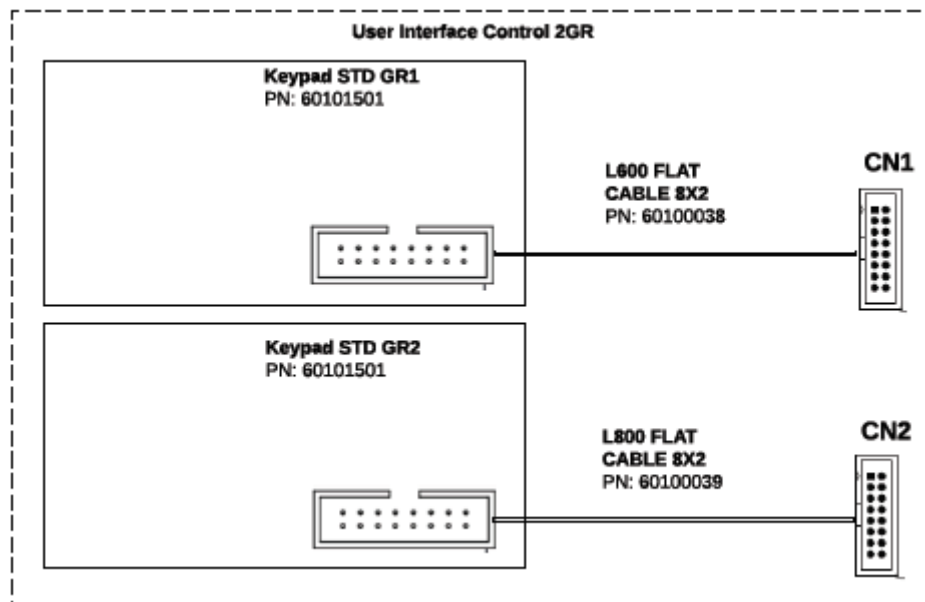 User Interface Control 2GR
Keypad STD GR1
PN: 60101501
L600 FLAT
CABLE 8X2
PN: 60100038
CN1
Keypad STD GR2
PN: 60101501
L800 FLAT
CABLE 8X2
PN: 60100039
CN2